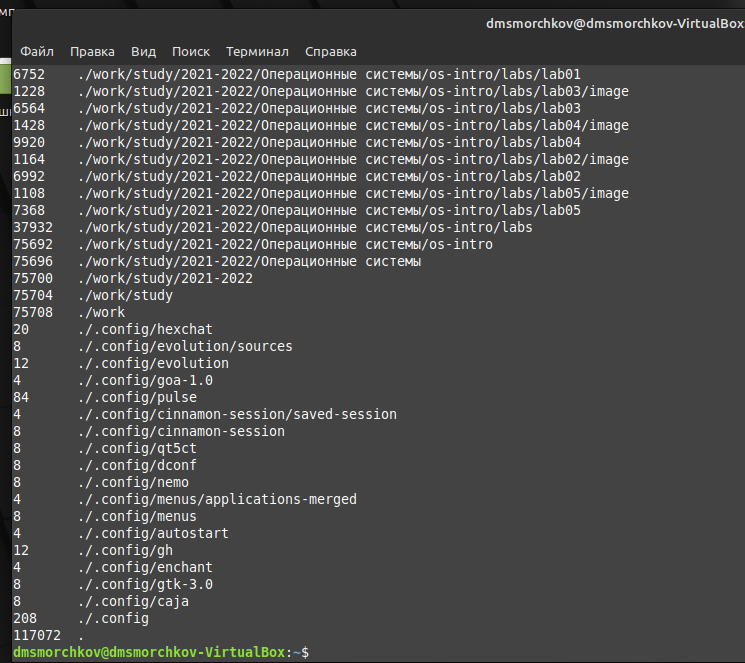 dmsmorchkov@dmsmorchkov-VirtualBox
Файл Правка Вид Поиск Терминал Справка
6752 ./work/study/2021-2022/Операционные системы/os-intro/labs/lab01
1228 ./work/study/2021-2022/Операционные системы/os-intro/labs/lab03/image
6564 ./work/study/2021-2022/Операционные системы/os-intro/labs/lab03
1428 ./work/study/2021-2022/Операционные системы/os-intro/labs/lab04/image
9920 ./work/study/2021-2022/Операционные системы/os-intro/labs/lab04
1164 ./work/study/2021-2022/Операционные системы/os-intro/labs/lab02/image
6992 ./work/study/2021-2022/Операционные системы/os-intro/labs/lab02
1108 ./work/study/2021-2022/Операционные системы/os-intro/labs/lab05/image
7368 ./work/study/2021-2022/Операционные системы/os-intro/labs/lab05
37932 ./work/study/2021-2022/Операционные системы/os-intro/labs
75692 ./work/study/2021-2022/Операционные системы/os-intro
75696 ./work/study/2021-2022/Операционные системы
75700 ./work/study/2021-2022
75704 ./work/study
75708 ./work
20 ./.config/hexchat
8 ./.config/evolution/sources
12 ./.config/evolution
4 ./.config/goa-1.0
84 ./.config/pulse
4 ./.config/cinnamon-session/saved-session
8 ./.config/cinnamon-session
8 ./.config/qt5ct
8 ./.config/dconf
8 ./.config/nemo
4 ./.config/menus/applications-merged
8 ./.config/menus
4 ./.config/autostart
12 ./.config/gh
4 ./.config/enchant
8 ./.config/gtk-3.0
8 ./.config/caja
208 ./.config
117072 .
dmsmorchkov@dmsmorchkov-VirtualBox:~$